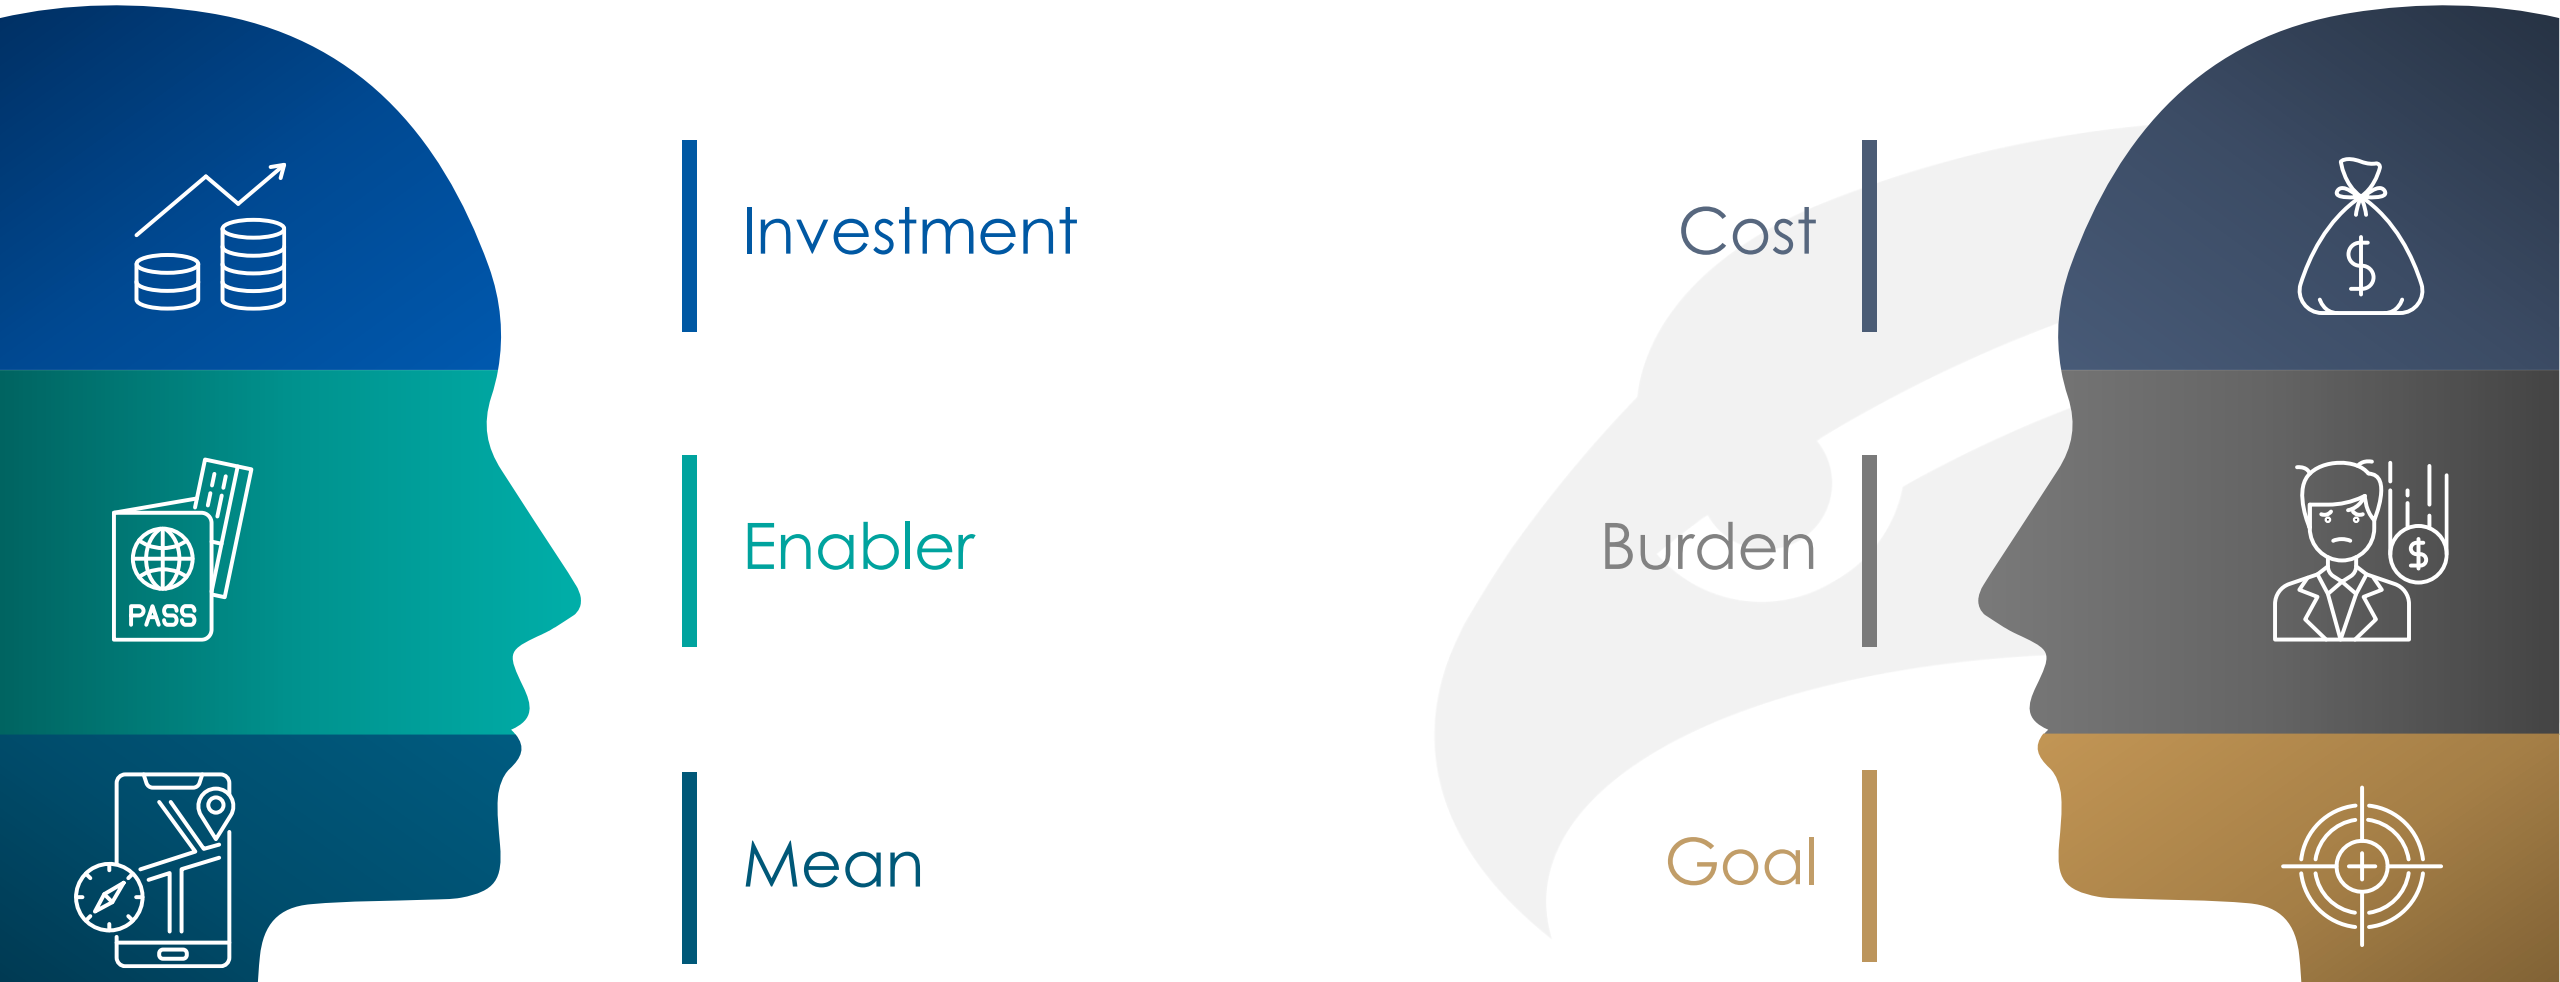 Investment
Cost
Enabler
Burden
PASS
$
$
Mean
Goal